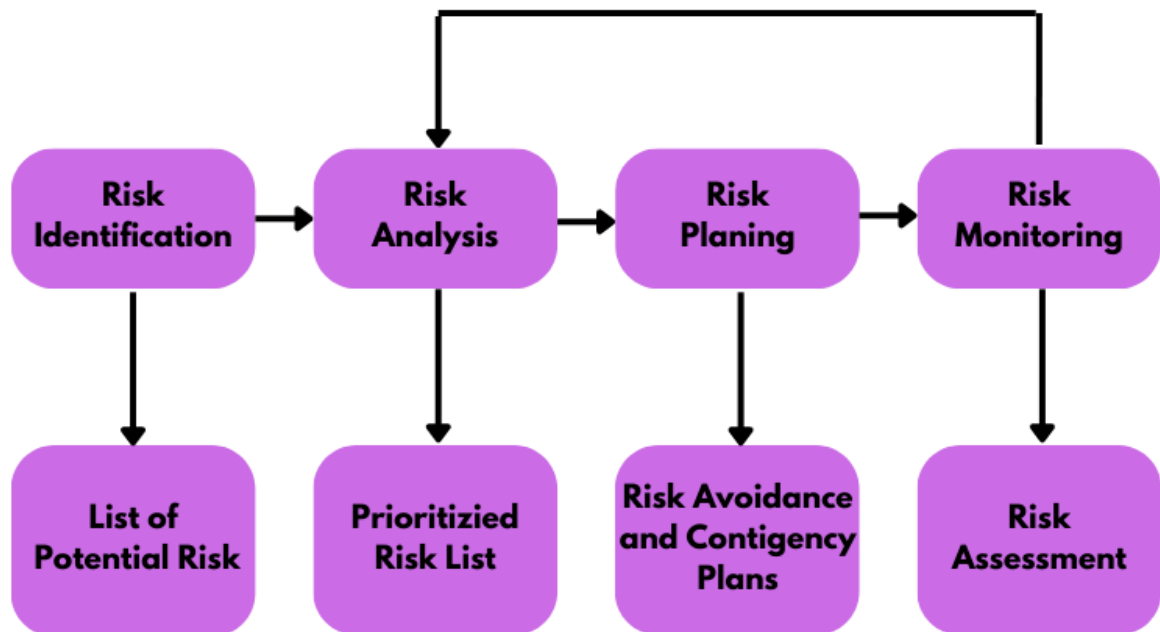 Risk
Identification
Risk
Analysis
Risk
Planing
Risk
Monitoring
List of
Potential Risk
Prioritizied
Risk List
Risk Avoidance
and Contigency
Plans
Risk
Assessment